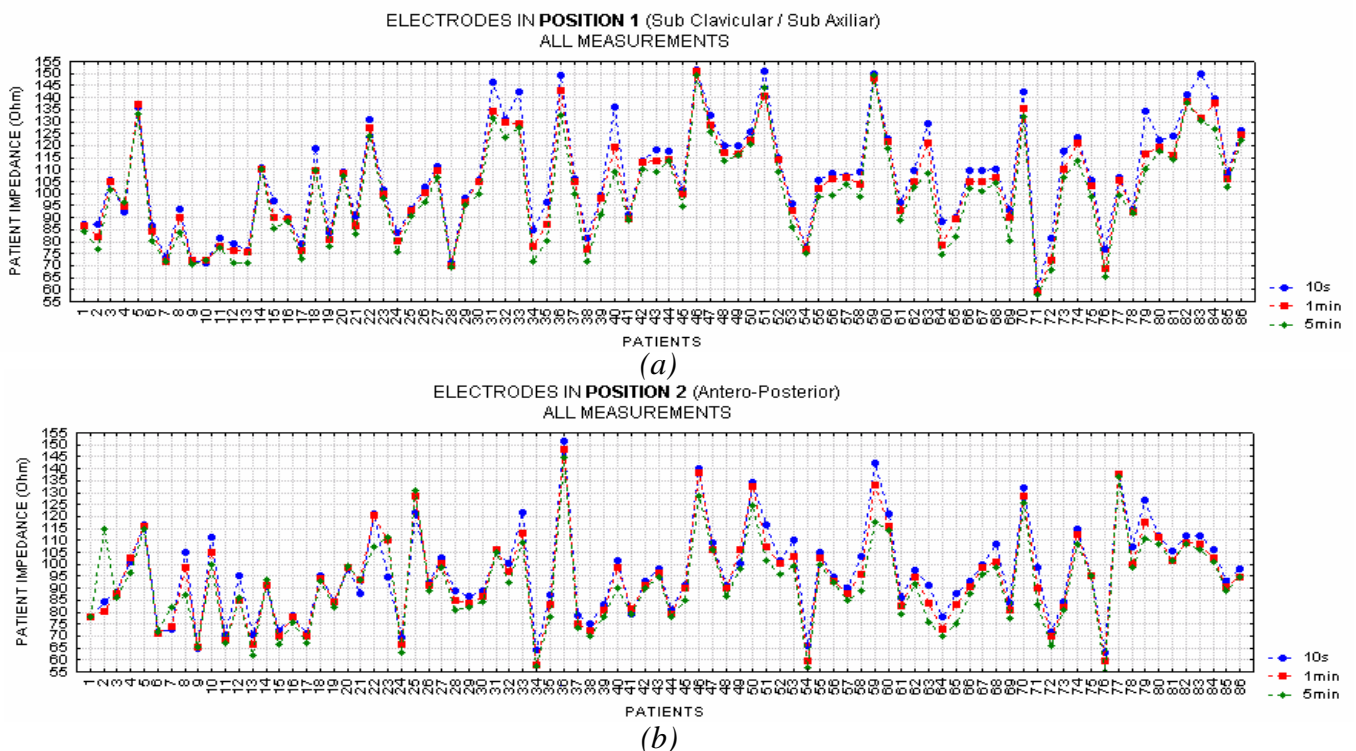 ELECTRODES IN POSITION 1 (Sub Clavicular / Sub Axiliar)
ALL MEASUREMENTS
PATIENT IMPEDANCE (Ohm)
155
150
145
140
135
130
125
120
115
110
105
100
95
90
85
80
75
70
65
60
55
1 2 3 4 5 6 7 8 9 10 11 12 13 14 15 16 17 18 19 20 21 22 23 24 25 26 27 28 29 30 31 32 33 34 35 36 37 38 39 40 41 42 43 44 45 46 47 48 49 50 51 52 53 54 55 56 57 58 59 60 61 62 63 64 65 66 67 68 69 70 71 72 73 74 75 76 77 78 79 80 81 82 83 84 85 86
PATIENTS
10s
1min
5min
(a)
ELECTRODES IN POSITION 2 (Antero-Posterior)
ALL MEASUREMENTS
PATIENT IMPEDANCE (Ohm)
155
150
145
140
135
130
125
120
115
110
105
100
95
90
85
80
75
70
65
60
55
1 2 3 4 5 6 7 8 9 10 11 12 13 14 15 16 17 18 19 20 21 22 23 24 25 26 27 28 29 30 31 32 33 34 35 36 37 38 39 40 41 42 43 44 45 46 47 48 49 50 51 52 53 54 55 56 57 58 59 60 61 62 63 64 65 66 67 68 69 70 71 72 73 74 75 76 77 78 79 80 81 82 83 84 85 86
PATIENTS
10s
1min
5min
(b)